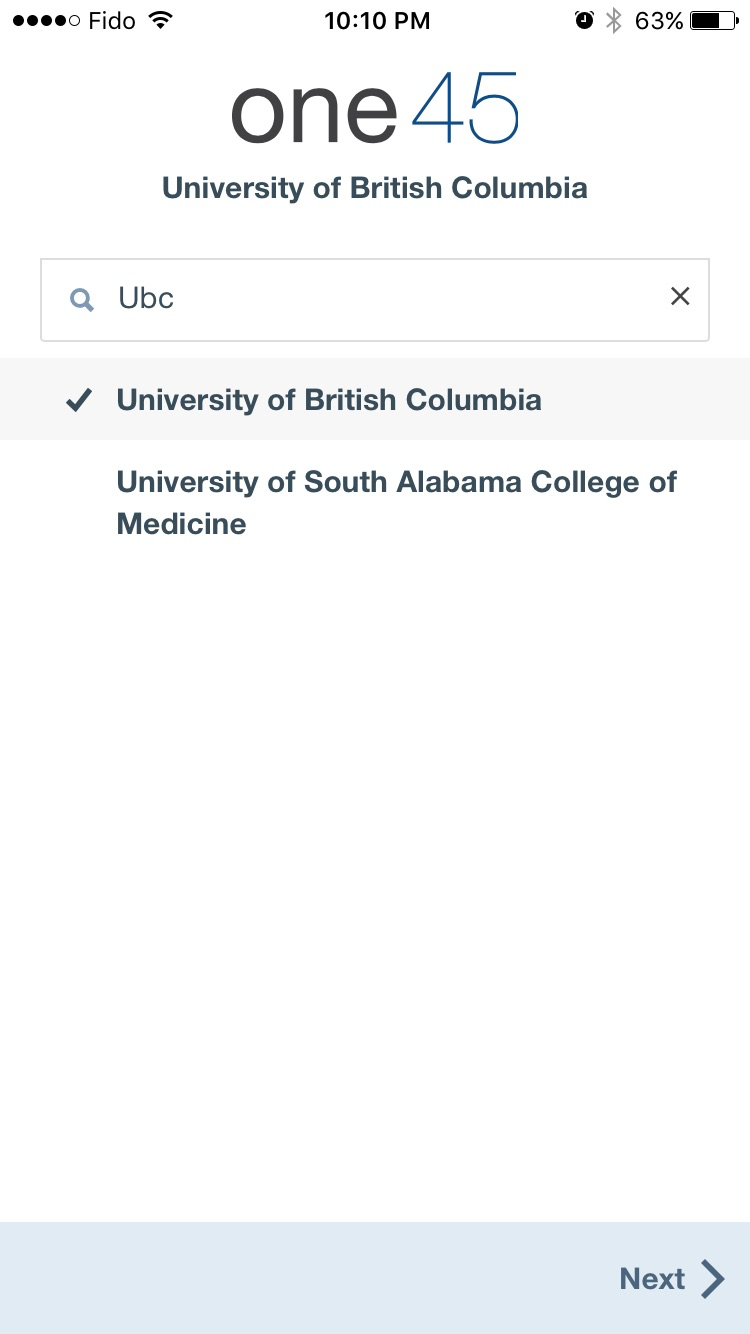 Fido 10:10 PM 63%
one45
University of British Columbia
Ubc
University of British Columbia
University of South Alabama College of
Medicine
Next